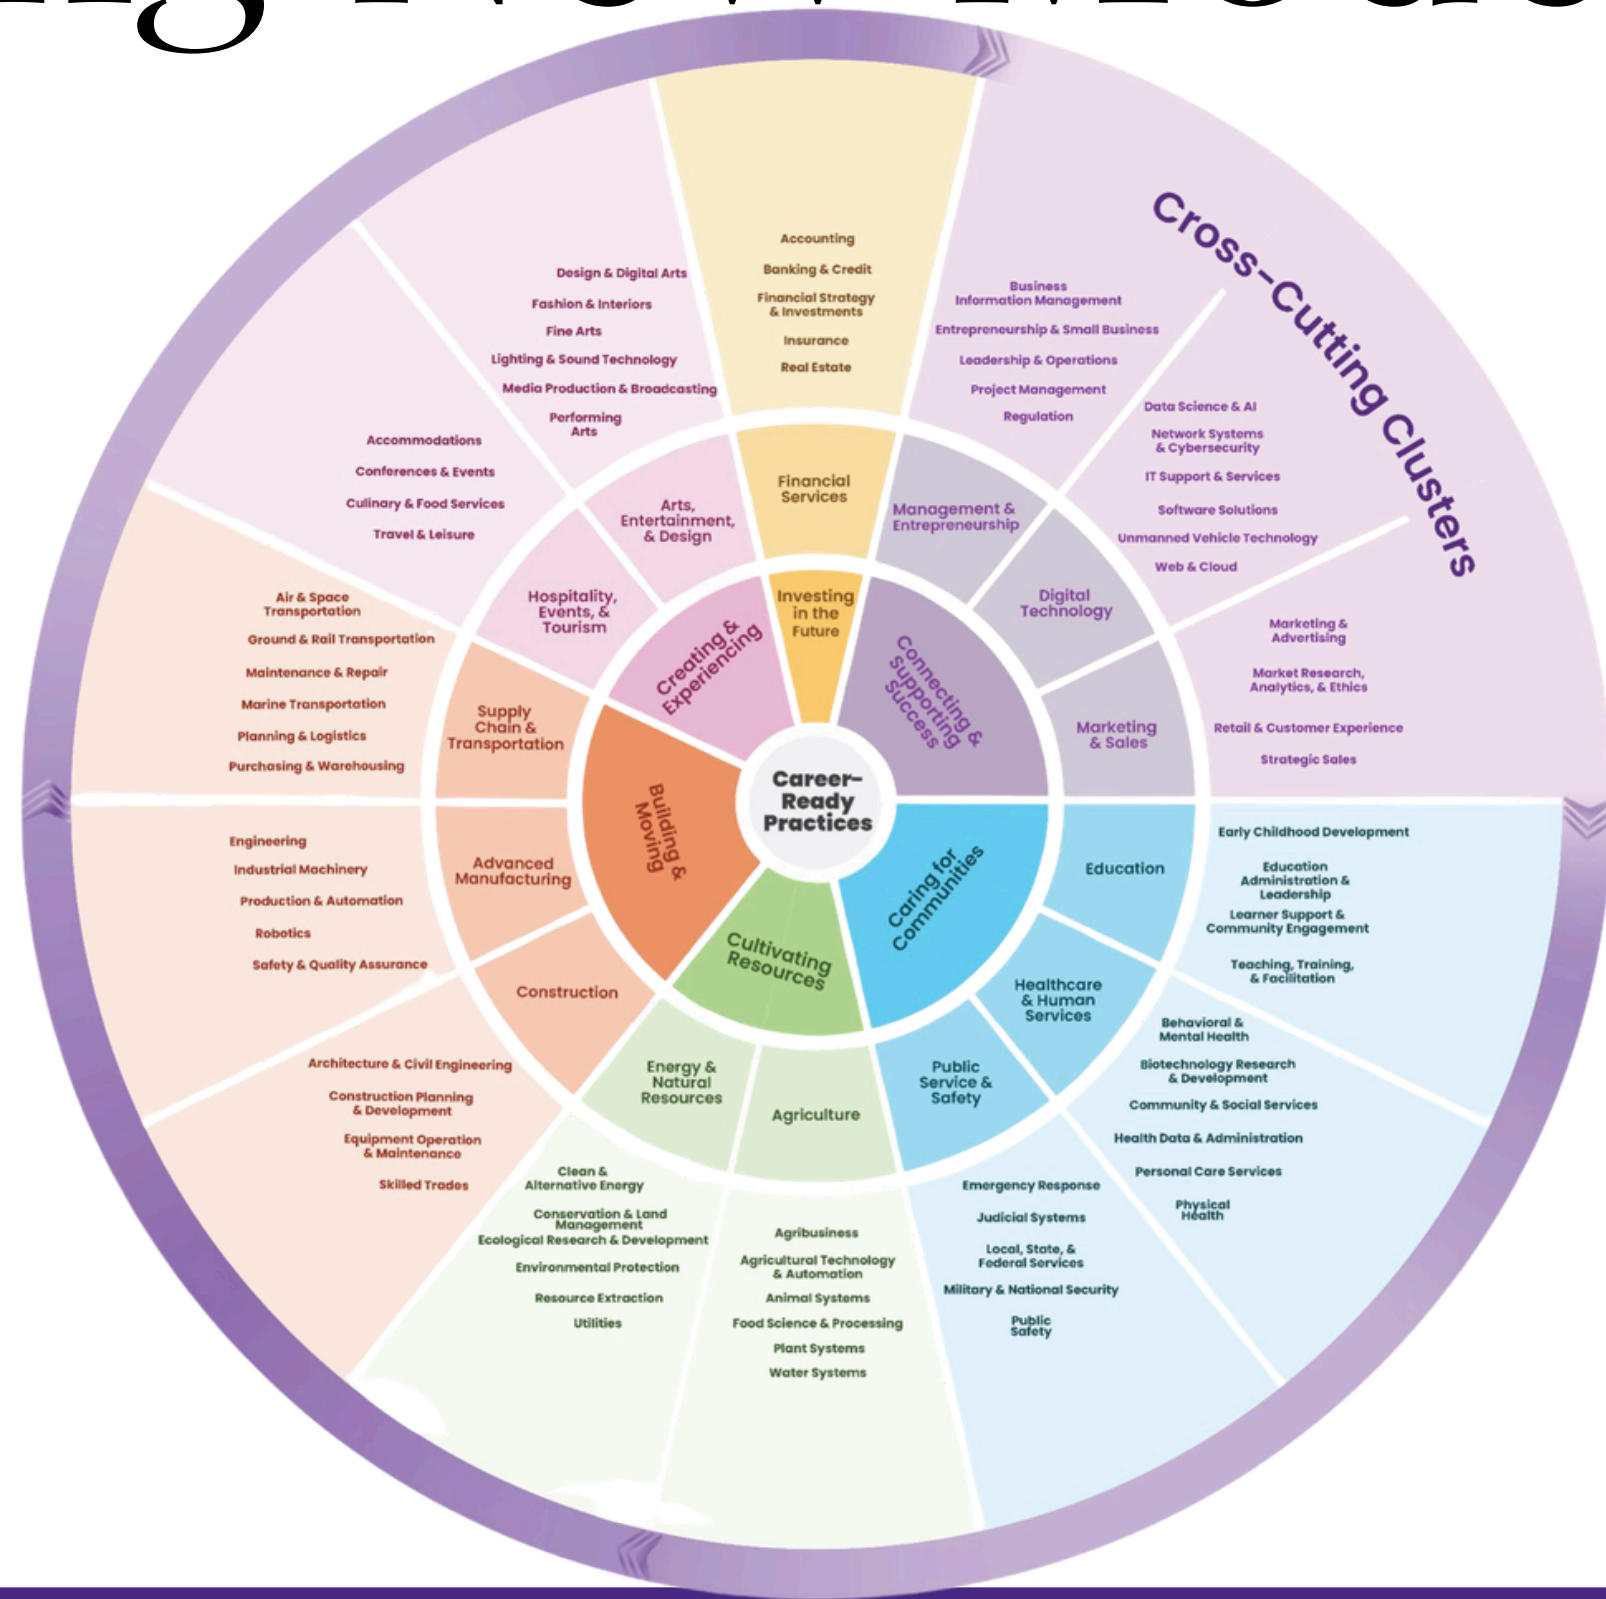 Career-
Ready
Practices
Investing
in the
Future
Financial
Services
Accounting
Banking & Credit
Financial Strategy
& Investments
Insurance
Real Estate
Connecting &
Supporting
Success
Management &
Entrepreneurship
Business
Information Management
Entrepreneurship & Small Business
Leadership & Operations
Project Management
Regulation
Cross-Cutting Clusters
Digital
Technology
Data Science & AI
Network Systems
& Cybersecurity
IT Support & Services
Software Solutions
Unmanned Vehicle Technology
Web & Cloud
Marketing
& Sales
Marketing &
Advertising
Market Research,
Analytics, & Ethics
Retail & Customer Experience
Strategic Sales
Caring for
Communities
Education
Early Childhood Development
Education
Administration &
Leadership
Learner Support &
Community Engagement
Teaching, Training,
& Facilitation
Healthcare
& Human
Services
Behavioral &
Mental Health
Biotechnology Research
& Development
Community & Social Services
Health Data & Administration
Personal Care Services
Physical
Health
Public
Service &
Safety
Emergency Response
Judicial Systems
Local, State, &
Federal Services
Military & National Security
Public
Safety
Cultivating
Resources
Agriculture
Agribusiness
Agricultural Technology
& Automation
Animal Systems
Food Science & Processing
Plant Systems
Water Systems
Energy &
Natural
Resources
Clean &
Alternative Energy
Conservation & Land
Management
Ecological Research & Development
Environmental Protection
Resource Extraction
Utilities
Building &
Moving
Construction
Architecture & Civil Engineering
Construction Planning
& Development
Equipment Operation
& Maintenance
Skilled Trades
Advanced
Manufacturing
Engineering
Industrial Machinery
Production & Automation
Robotics
Safety & Quality Assurance
Supply
Chain &
Transportation
Air & Space
Transportation
Ground & Rail Transportation
Maintenance & Repair
Marine Transportation
Planning & Logistics
Purchasing & Warehousing
Creating &
Experiencing
Hospitality,
Events, &
Tourism
Accommodations
Conferences & Events
Culinary & Food Services
Travel & Leisure
Arts,
Entertainment,
& Design
Design & Digital Arts
Fashion & Interiors
Fine Arts
Lighting & Sound Technology
Media Production & Broadcasting
Performing
Arts